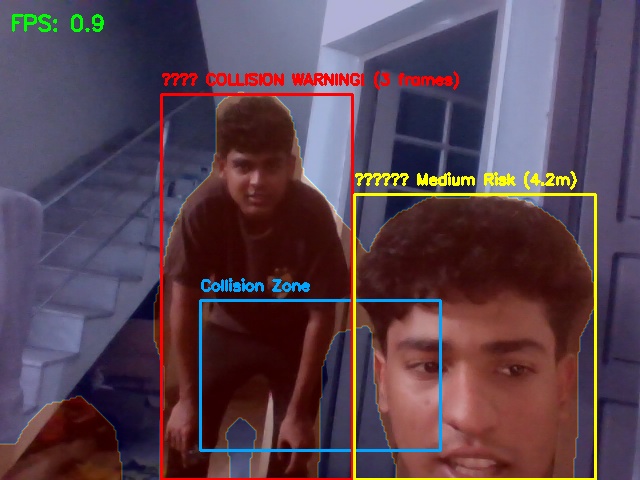 FPS: 0.9
???? COLLISION WARNING! (3 frames)
?????? Medium Risk (4.2m)
Collision Zone